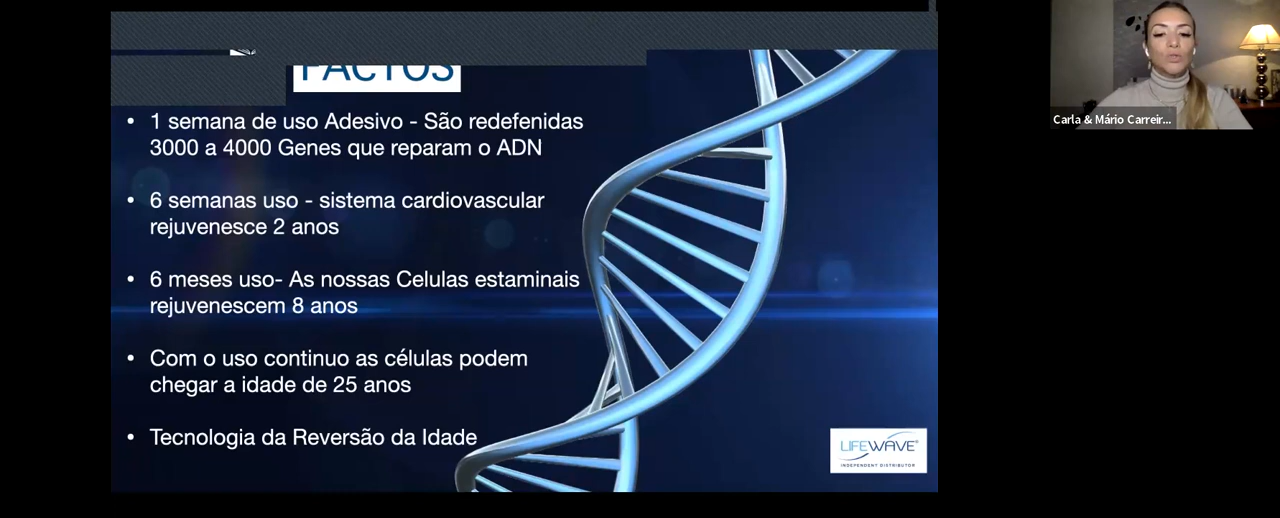 FACTOS
• 1 semana de uso Adesivo - São redefenidas
3000 a 4000 Genes que reparam o ADN
• 6 semanas uso - sistema cardiovascular
rejuvenesce 2 anos
• 6 meses uso- As nossas Celulas estaminais
rejuvenescem 8 anos
• Com o uso continuo as células podem
chegar a idade de 25 anos
• Tecnologia da Reversão da Idade
LIFEWAVE®
INDEPENDENT DISTRIBUTOR
Carla & Mário Carreir...